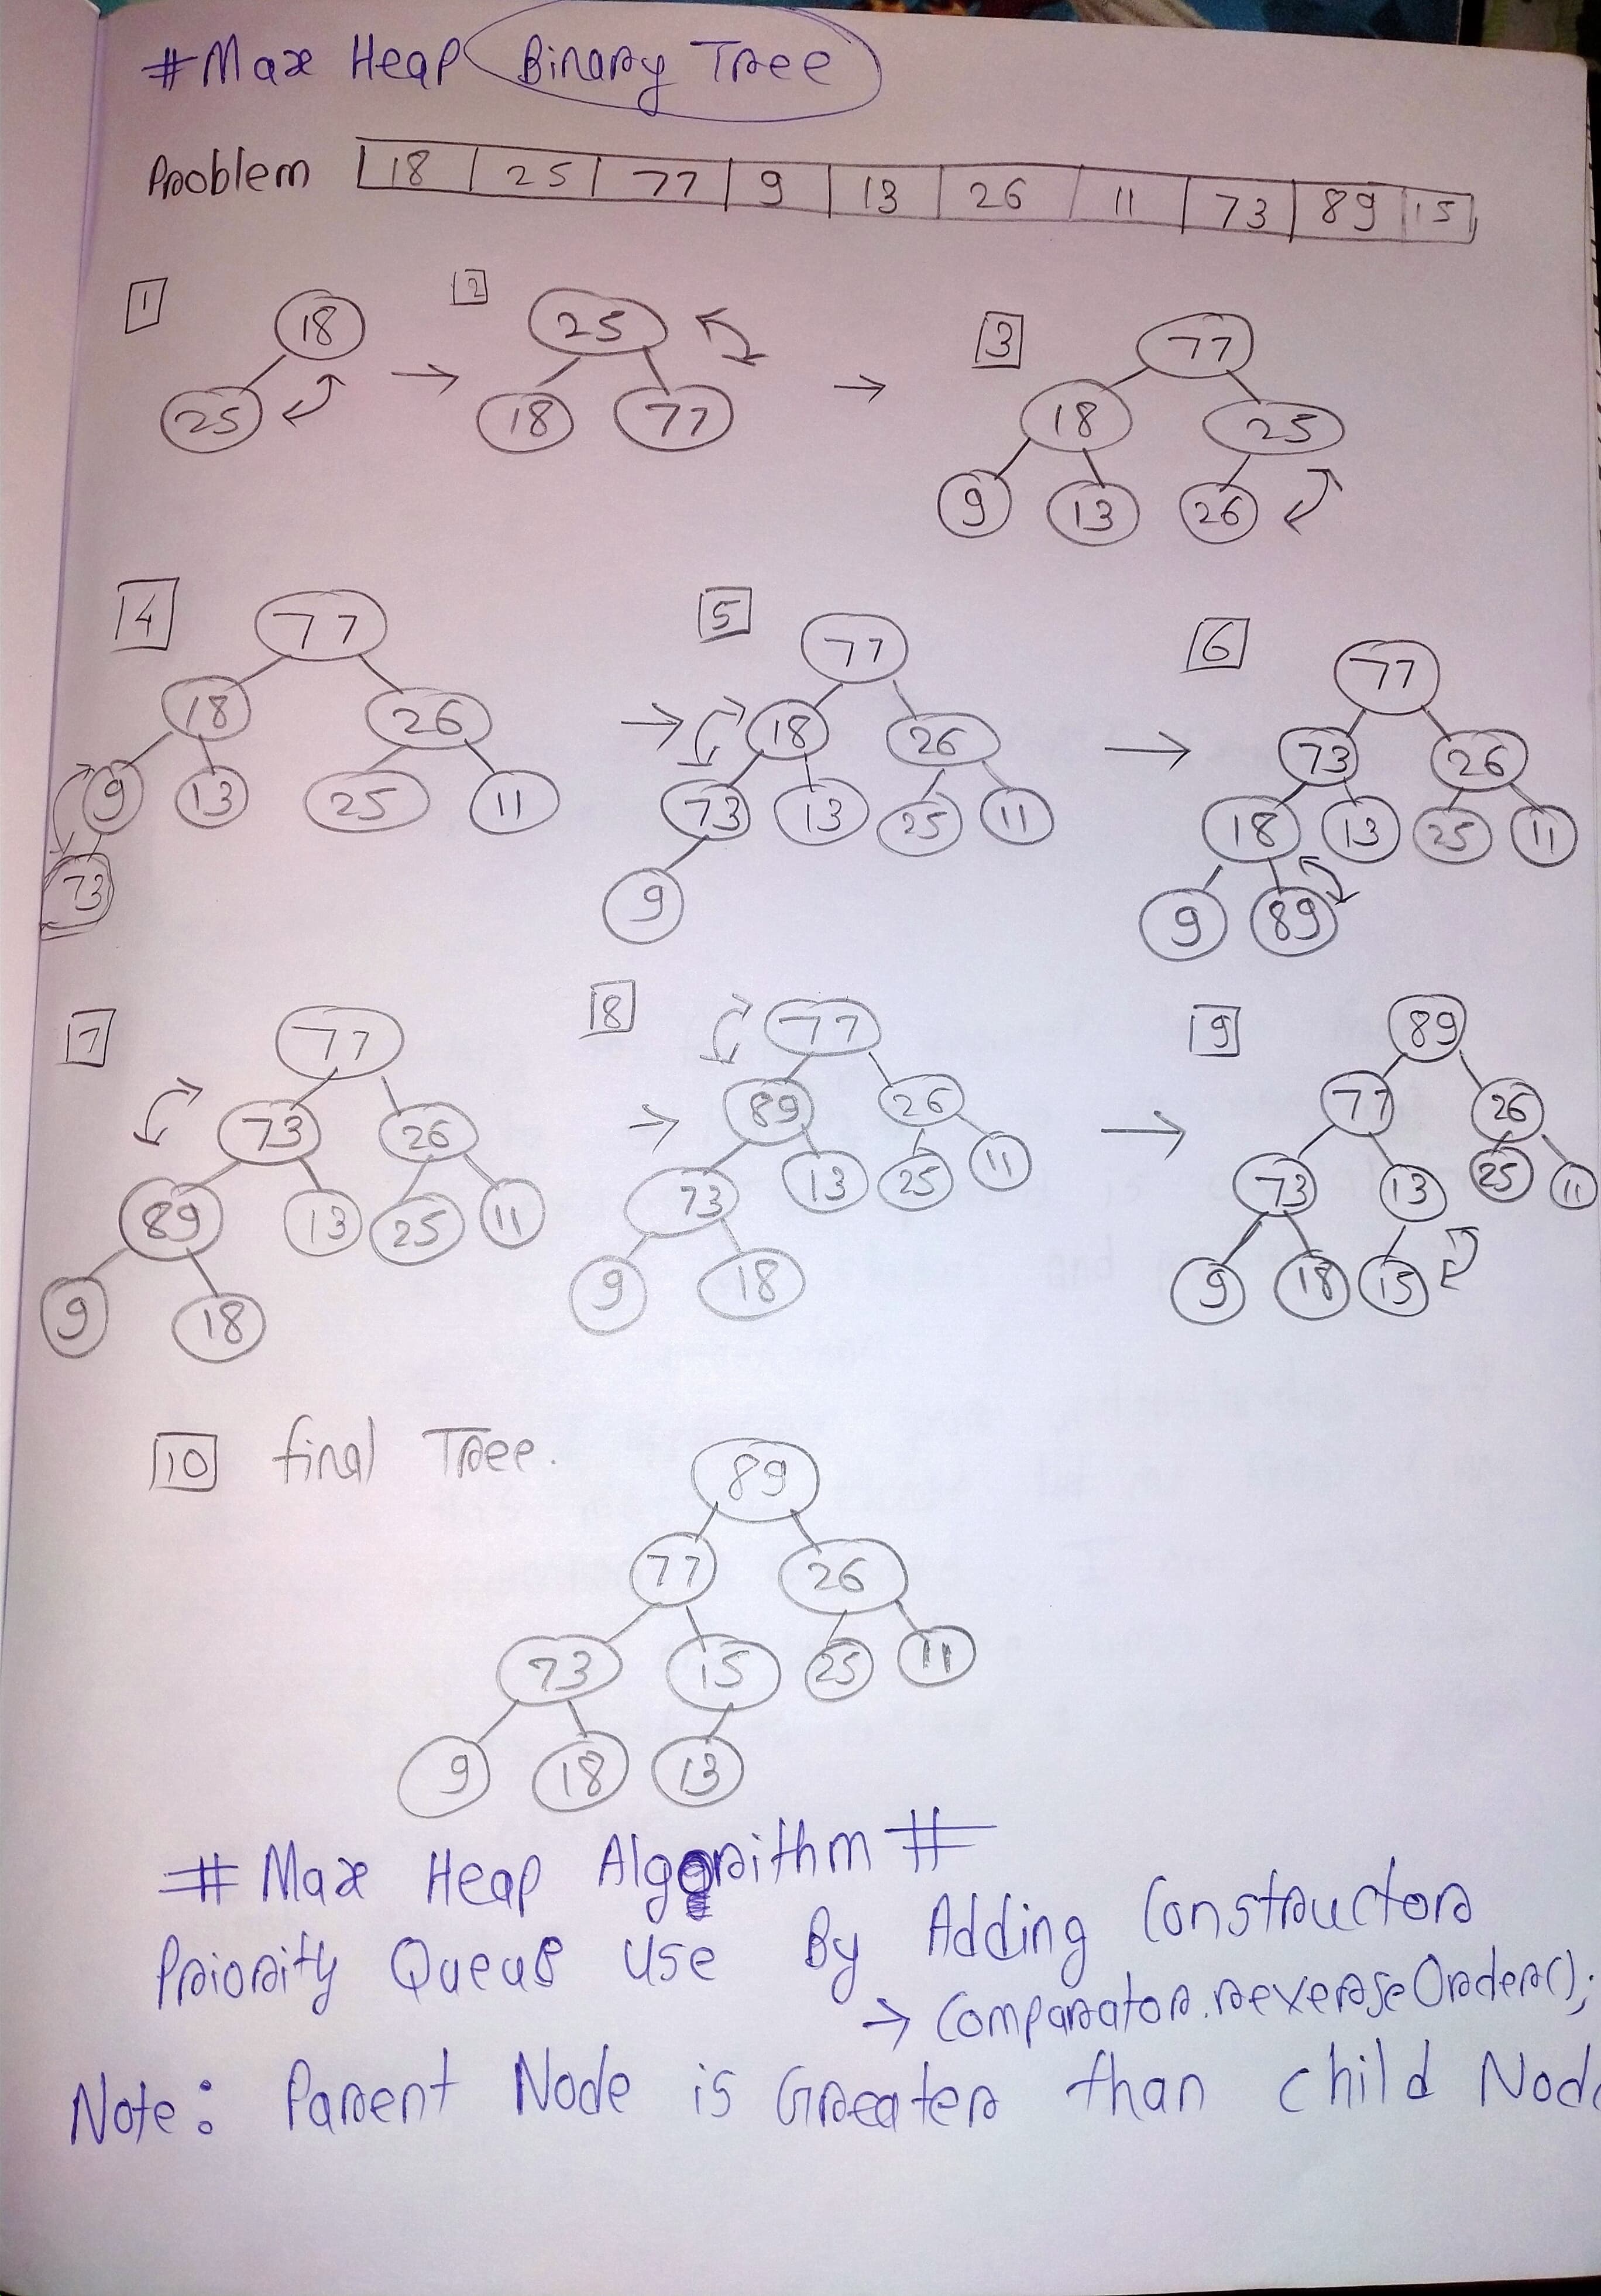 #Max Heap Binary Tree
Problem 18 25 77 9 13 26 11 73 89 15
1 2 3
18 25 77
25 18 77 18 25
9 13 26
4 5 6
77 77 77
18 26 18 26 73 26
9 13 25 11 73 13 25 11 18 13 25 11
73 9 9 89
7 8 9
77 77 89
73 26 89 26 77 26
89 13 25 11 73 13 25 11 73 13 25 11
9 18 9 18 9 18 15
10 final Tree.
89
77 26
73 15 25 11
9 18 13
# Max Heap Algorithm #
Priority Queue Use By Adding Constructor
→ Comparator.reverseOrder();
Note: Parent Node is Greater than child Node